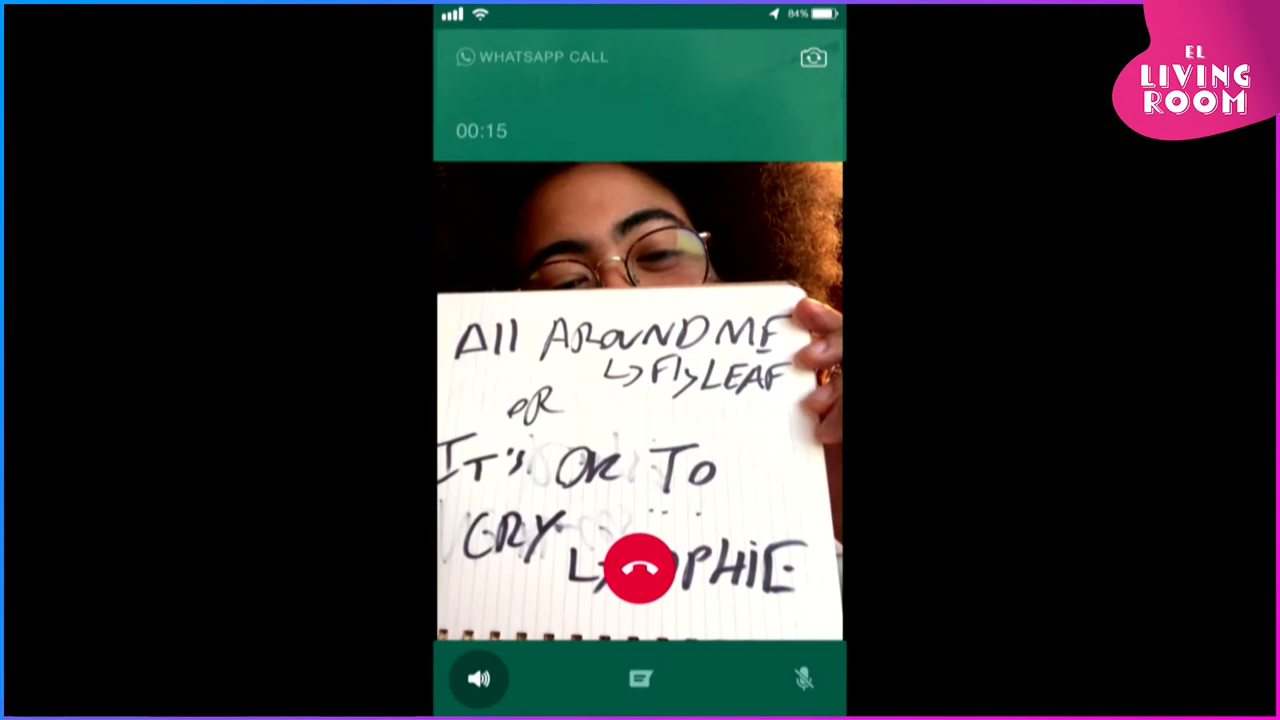 84%
EL
LIVING
ROOM
WHATSAPP CALL
00:15
All AROUND ME
↳ FlyLEAF
OR
IT'S OK TO
CRY
PHiE